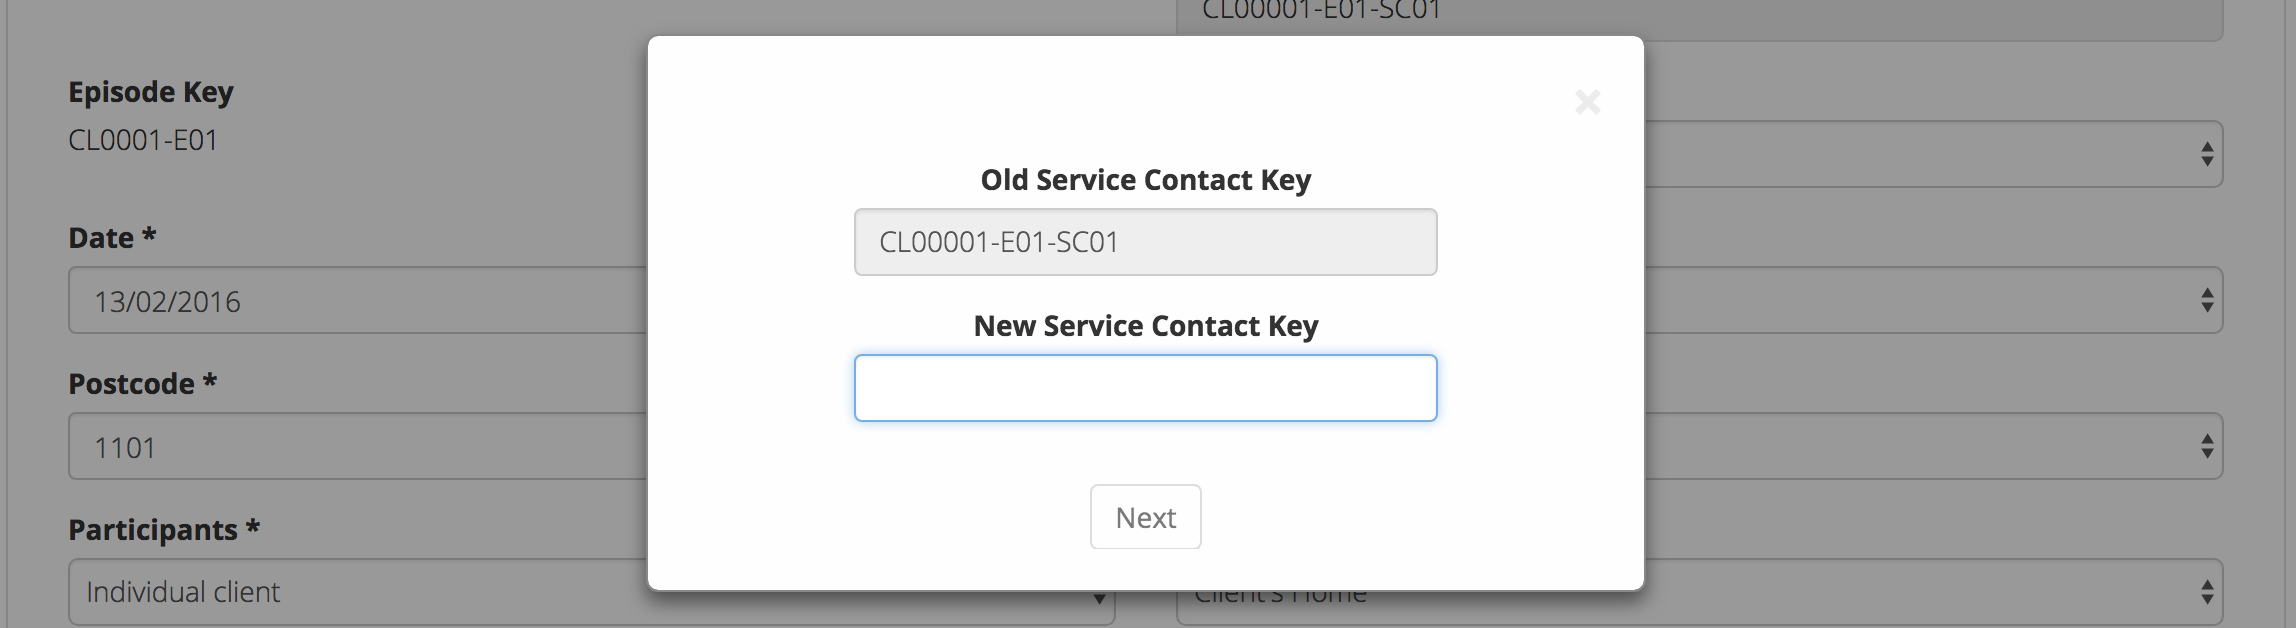 CL00001-E01-SC01
Episode Key
CL0001-E01
Date *
13/02/2016
Postcode *
1101
Participants *
Individual client
×
Old Service Contact Key
CL00001-E01-SC01
New Service Contact Key
Next
Client's Home